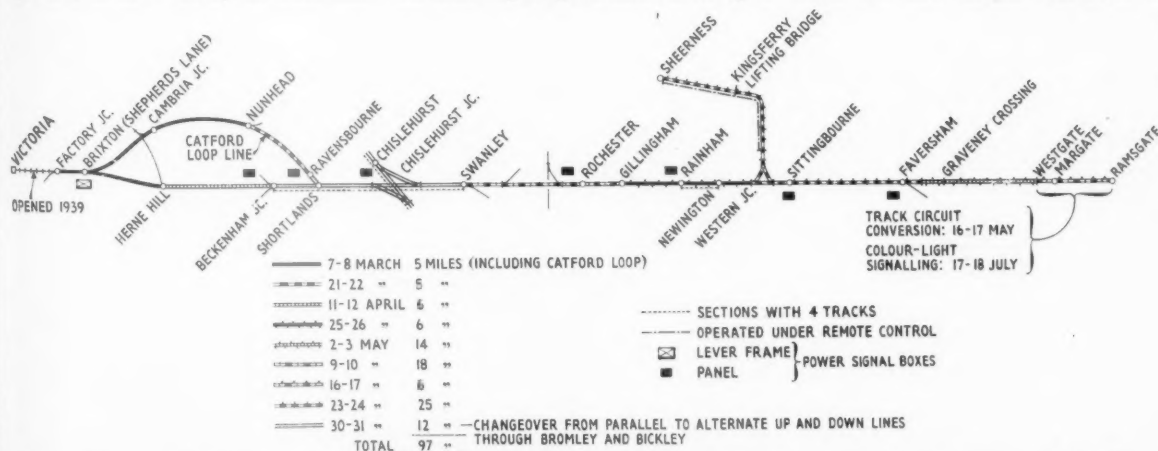 VICTORIA
FACTORY JC.
BRIXTON (SHEPHERDS LANE)
CAMBRIA JC.
NUNHEAD
CATFORD
LOOP LINE
RAVENSBOURNE
CHISLEHURST
CHISLEHURST JC.
SWANLEY
ROCHESTER
GILLINGHAM
RAINHAM
SHEERNESS
KINGSFERRY
LIFTING BRIDGE
SITTINGBOURNE
FAVERSHAM
GRAVENEY CROSSING
WESTGATE
MARGATE
RAMSGATE
OPENED 1939
HERNE HILL
BECKENHAM JC.
SHORTLANDS
NEWINGTON
WESTERN JC.
TRACK CIRCUIT
CONVERSION: 16-17 MAY
COLOUR-LIGHT
SIGNALLING: 17-18 JULY
7-8 MARCH 5 MILES (INCLUDING CATFORD LOOP)
21-22 " 5 "
11-12 APRIL 6 "
25-26 " 6 "
2-3 MAY 14 "
9-10 " 18 "
16-17 " 6 "
23-24 " 25 "
30-31 " 12 " CHANGEOVER FROM PARALLEL TO ALTERNATE UP AND DOWN LINES
THROUGH BROMLEY AND BICKLEY
TOTAL 97 "
SECTIONS WITH 4 TRACKS
OPERATED UNDER REMOTE CONTROL
LEVER FRAME
PANEL
POWER SIGNAL BOXES